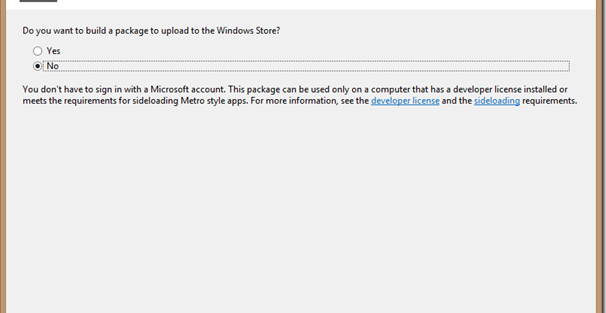 Do you want to build a package to upload to the Windows Store?
Yes
No
You don't have to sign in with a Microsoft account. This package can be used only on a computer that has a developer license installed or
meets the requirements for sideloading Metro style apps. For more information, see the developer license and the sideloading requirements.